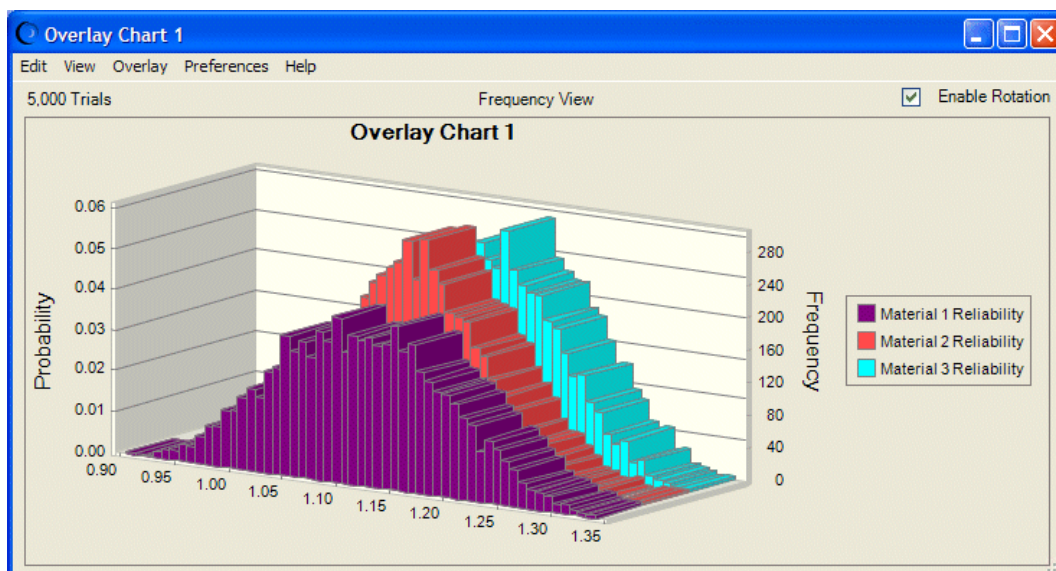 Overlay Chart 1
Edit View Overlay Preferences Help
5,000 Trials Frequency View Enable Rotation
Overlay Chart 1
Probability
0.06
0.05
0.04
0.03
0.02
0.01
0.00
0.90 0.95 1.00 1.05 1.10 1.15 1.20 1.25 1.30 1.35
280
240
200
160
120
80
40
0
Frequency
Material 1 Reliability
Material 2 Reliability
Material 3 Reliability